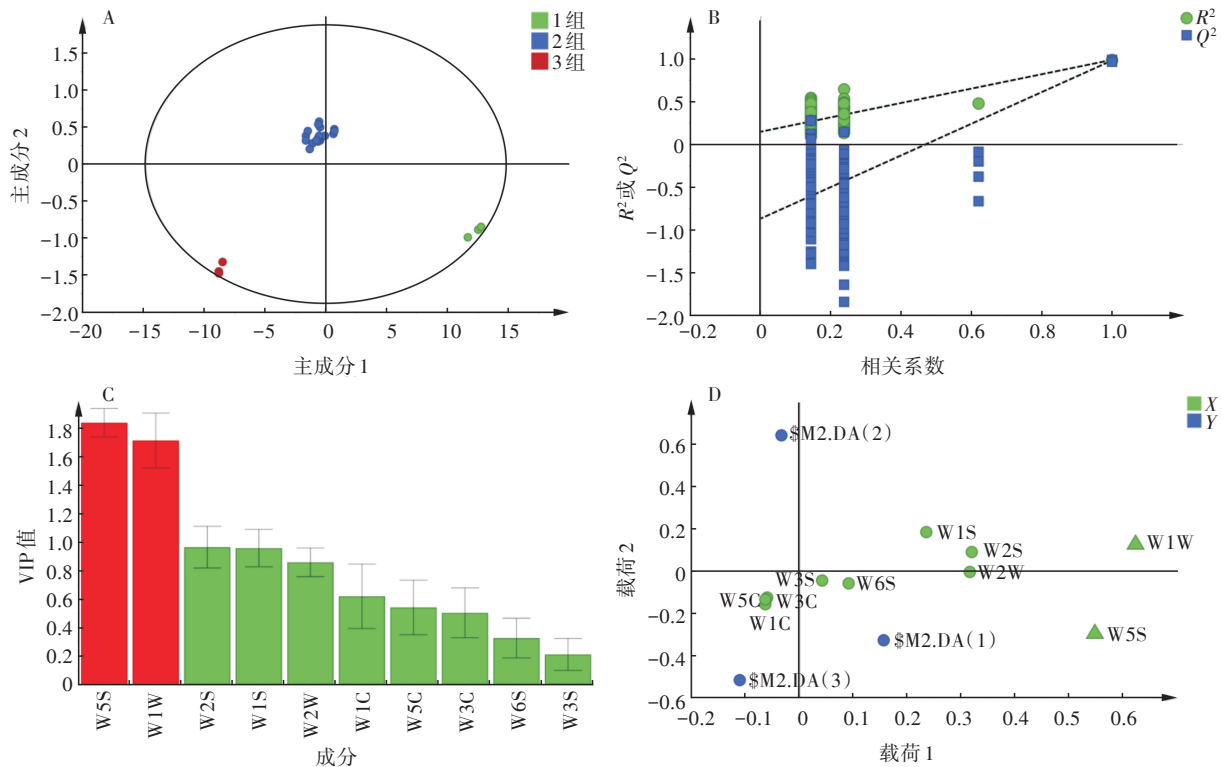 A
1组
2组
3组
1.5
1.0
0.5
0
−0.5
−1.0
−1.5
−2.0
−20 −15 −10 −5 0 5 10 15
主成分2
主成分1
B
R²
Q²
1.0
0.5
0
−0.5
−1.0
−1.5
−2.0
−0.2 0 0.2 0.4 0.6 0.8 1.0
R²或Q²
相关系数
C
1.8
1.6
1.4
1.2
1.0
0.8
0.6
0.4
0.2
0
VIP值
W5S W1W W2S W1S W2W W1C W5C W3C W6S W3S
成分
D
X
Y
0.6
0.4
0.2
0
−0.2
−0.4
−0.6
−0.2 −0.1 0 0.1 0.2 0.3 0.4 0.5 0.6
载荷2
载荷1
$M2.DA(2)
W1S
W2S
W1W
W2W
W3S
W6S
W5C W3C
W1C
W5S
$M2.DA(1)
$M2.DA(3)